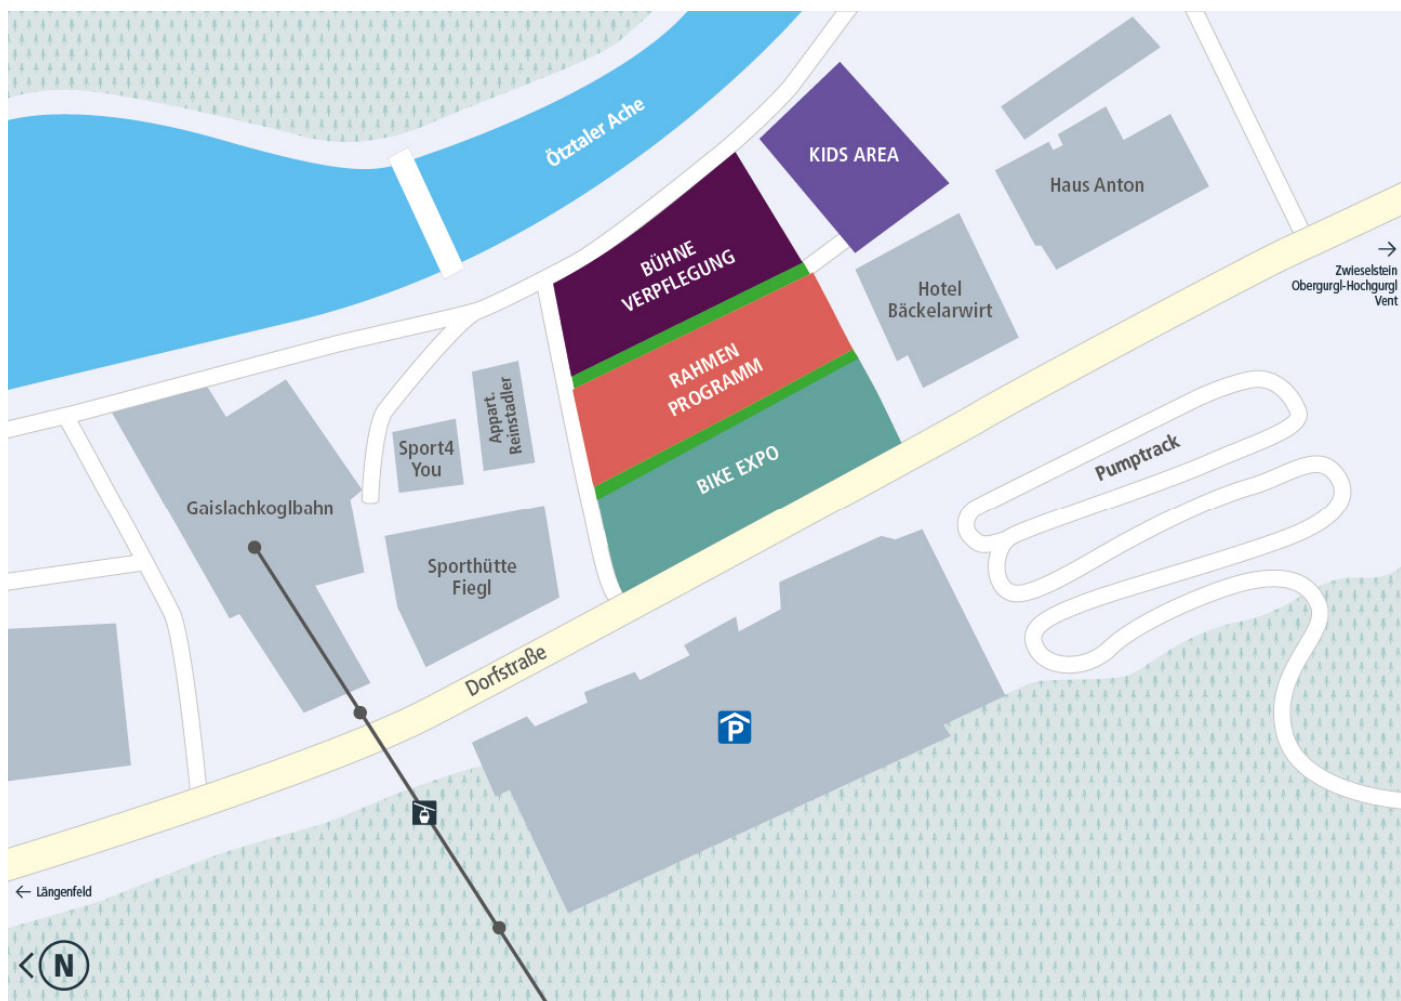 Ötztaler Ache
KIDS AREA
Haus Anton
BÜHNE
VERPFLEGUNG
Zwieselstein
Obergurgl-Hochgurgl
Vent
Hotel
Bäckelarwirt
RAHMEN
PROGRAMM
Appart.
Reinstadler
Sport4
You
BIKE EXPO
Pumptrack
Gaislachkoglbahn
Sporthütte
Fiegl
Dorfstraße
P
Längenfeld
N